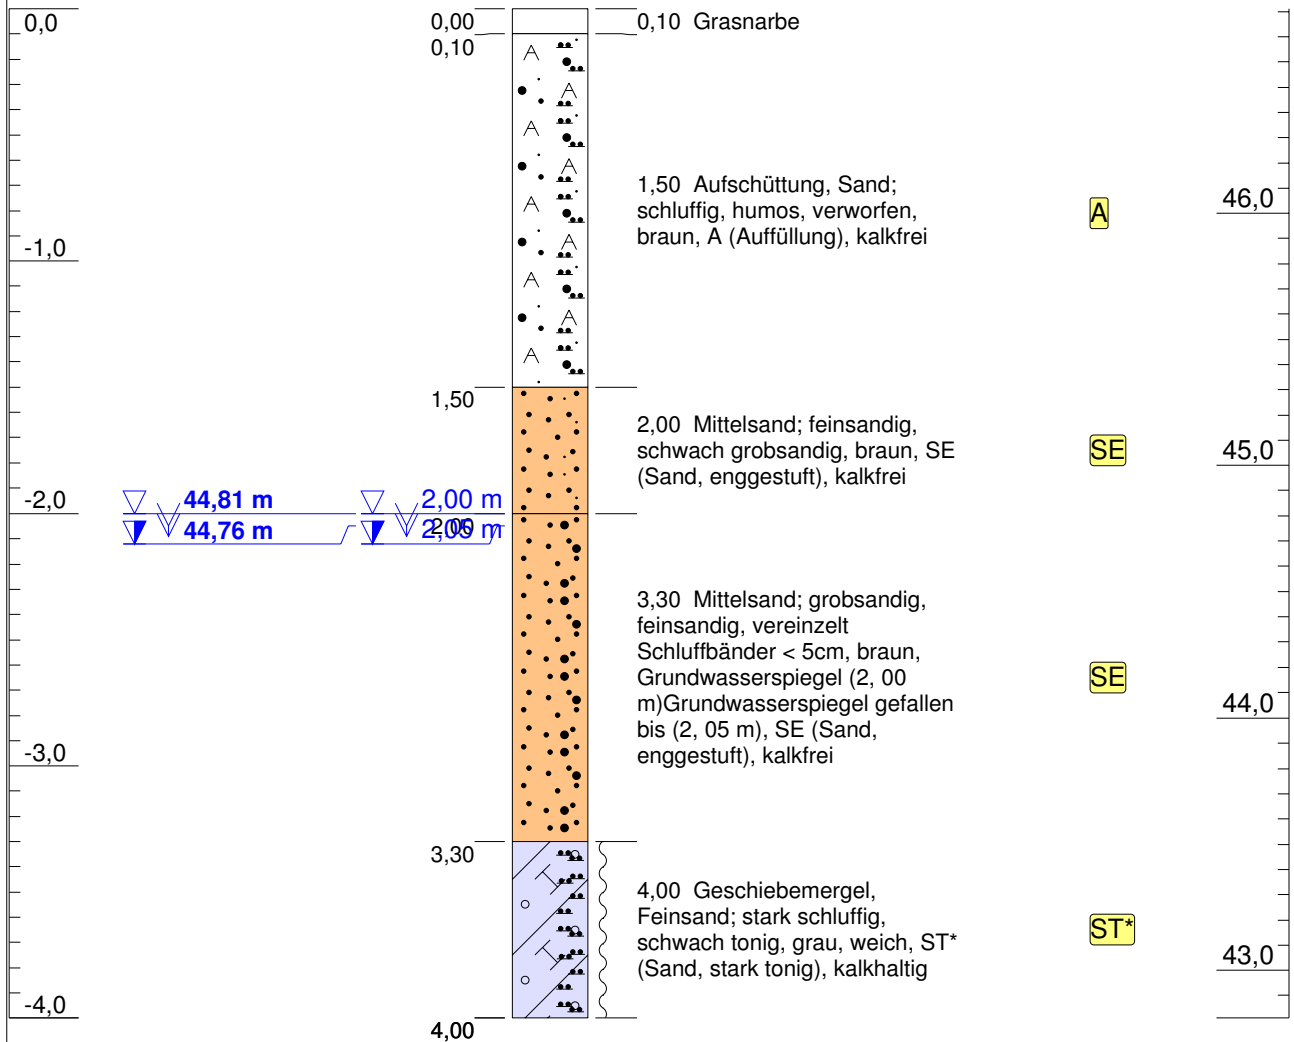 0,0
0,00
0,10 Grasnarbe
0,10
1,50 Aufschüttung, Sand;
schluffig, humos, verworfen,
braun, A (Auffüllung), kalkfrei
A
46,0
-1,0
1,50
2,00 Mittelsand; feinsandig,
schwach grobsandig, braun, SE
(Sand, enggestuft), kalkfrei
SE
45,0
-2,0
44,81 m
2,00 m
2,00
44,76 m
2,05 m
3,30 Mittelsand; grobsandig,
feinsandig, vereinzelt
Schluffbänder < 5cm, braun,
Grundwasserspiegel (2, 00
m)Grundwasserspiegel gefallen
bis (2, 05 m), SE (Sand,
enggestuft), kalkfrei
SE
44,0
-3,0
3,30
4,00 Geschiebemergel,
Feinsand; stark schluffig,
schwach tonig, grau, weich, ST*
(Sand, stark tonig), kalkhaltig
ST*
43,0
-4,0
4,00